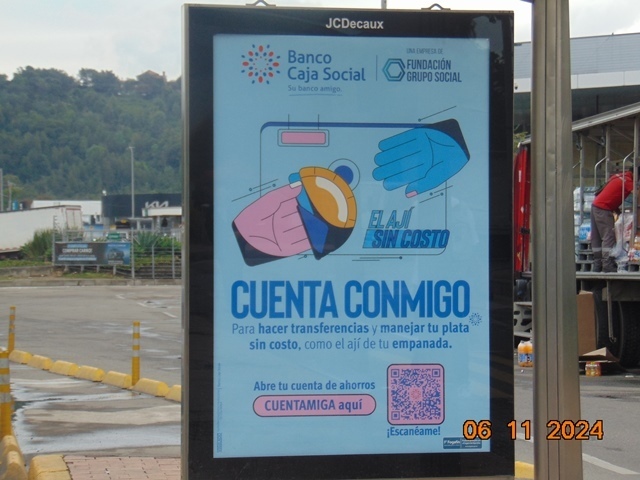 JCDecaux
Banco
Caja Social
Su banco amigo
UNA EMPRESA DE
FUNDACIÓN
GRUPO SOCIAL
EL AJÍ
SIN COSTO
CUENTA CONMIGO
Para hacer transferencias y manejar tu plata
sin costo, como el ají de tu empanada.
Abre tu cuenta de ahorros
CUENTAMIGA aquí
¡Escanéame!
06 11 2024